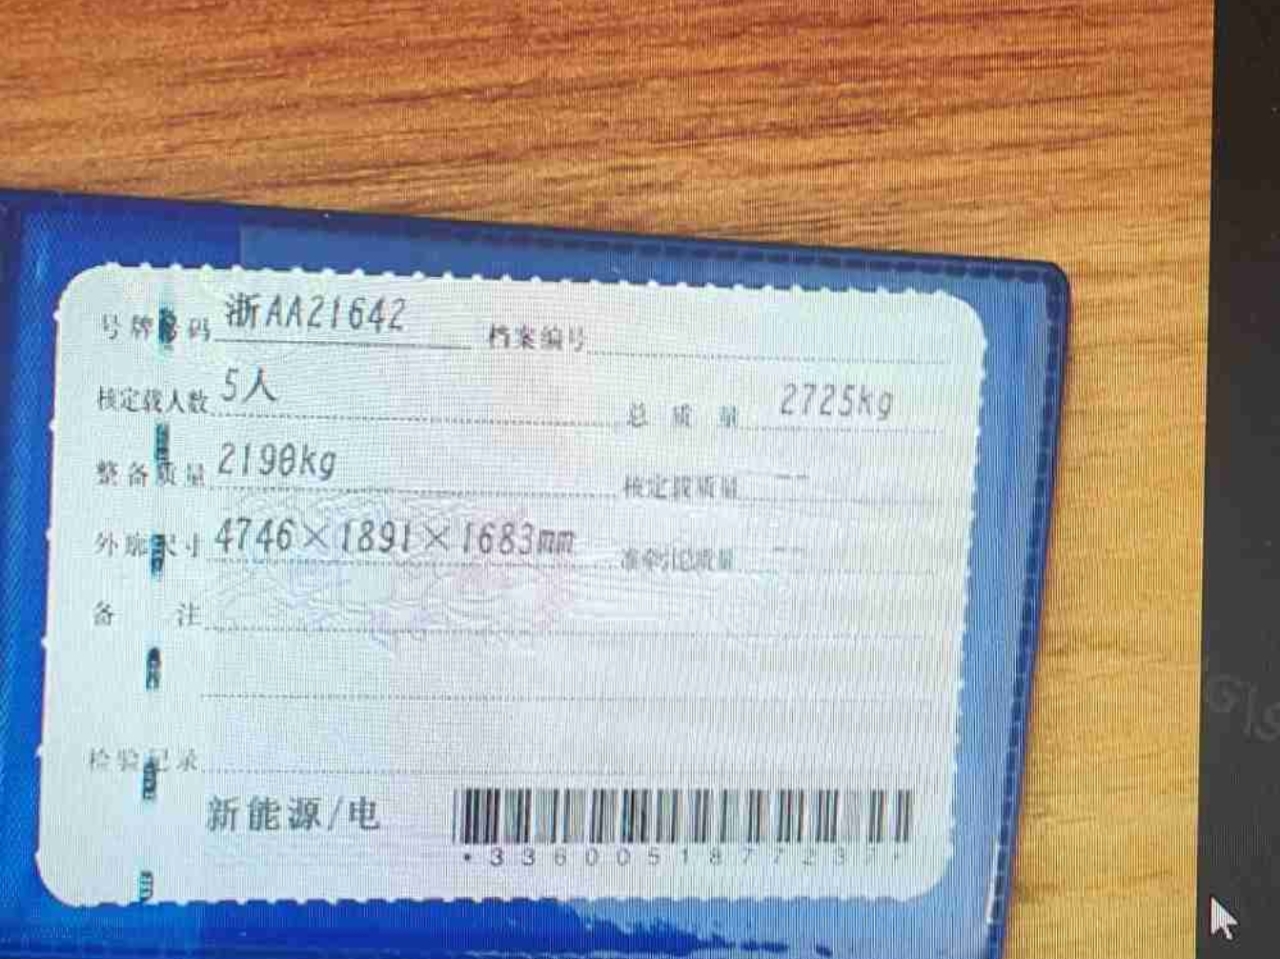 号牌号码 浙AA21642 档案编号
核定载人数 5人 总质量 2725kg
整备质量 2190kg 核定载质量 --
外廓尺寸 4746×1891×1683mm 准牵引总质量 --
备注
检验记录
新能源/电
*3360051877237*